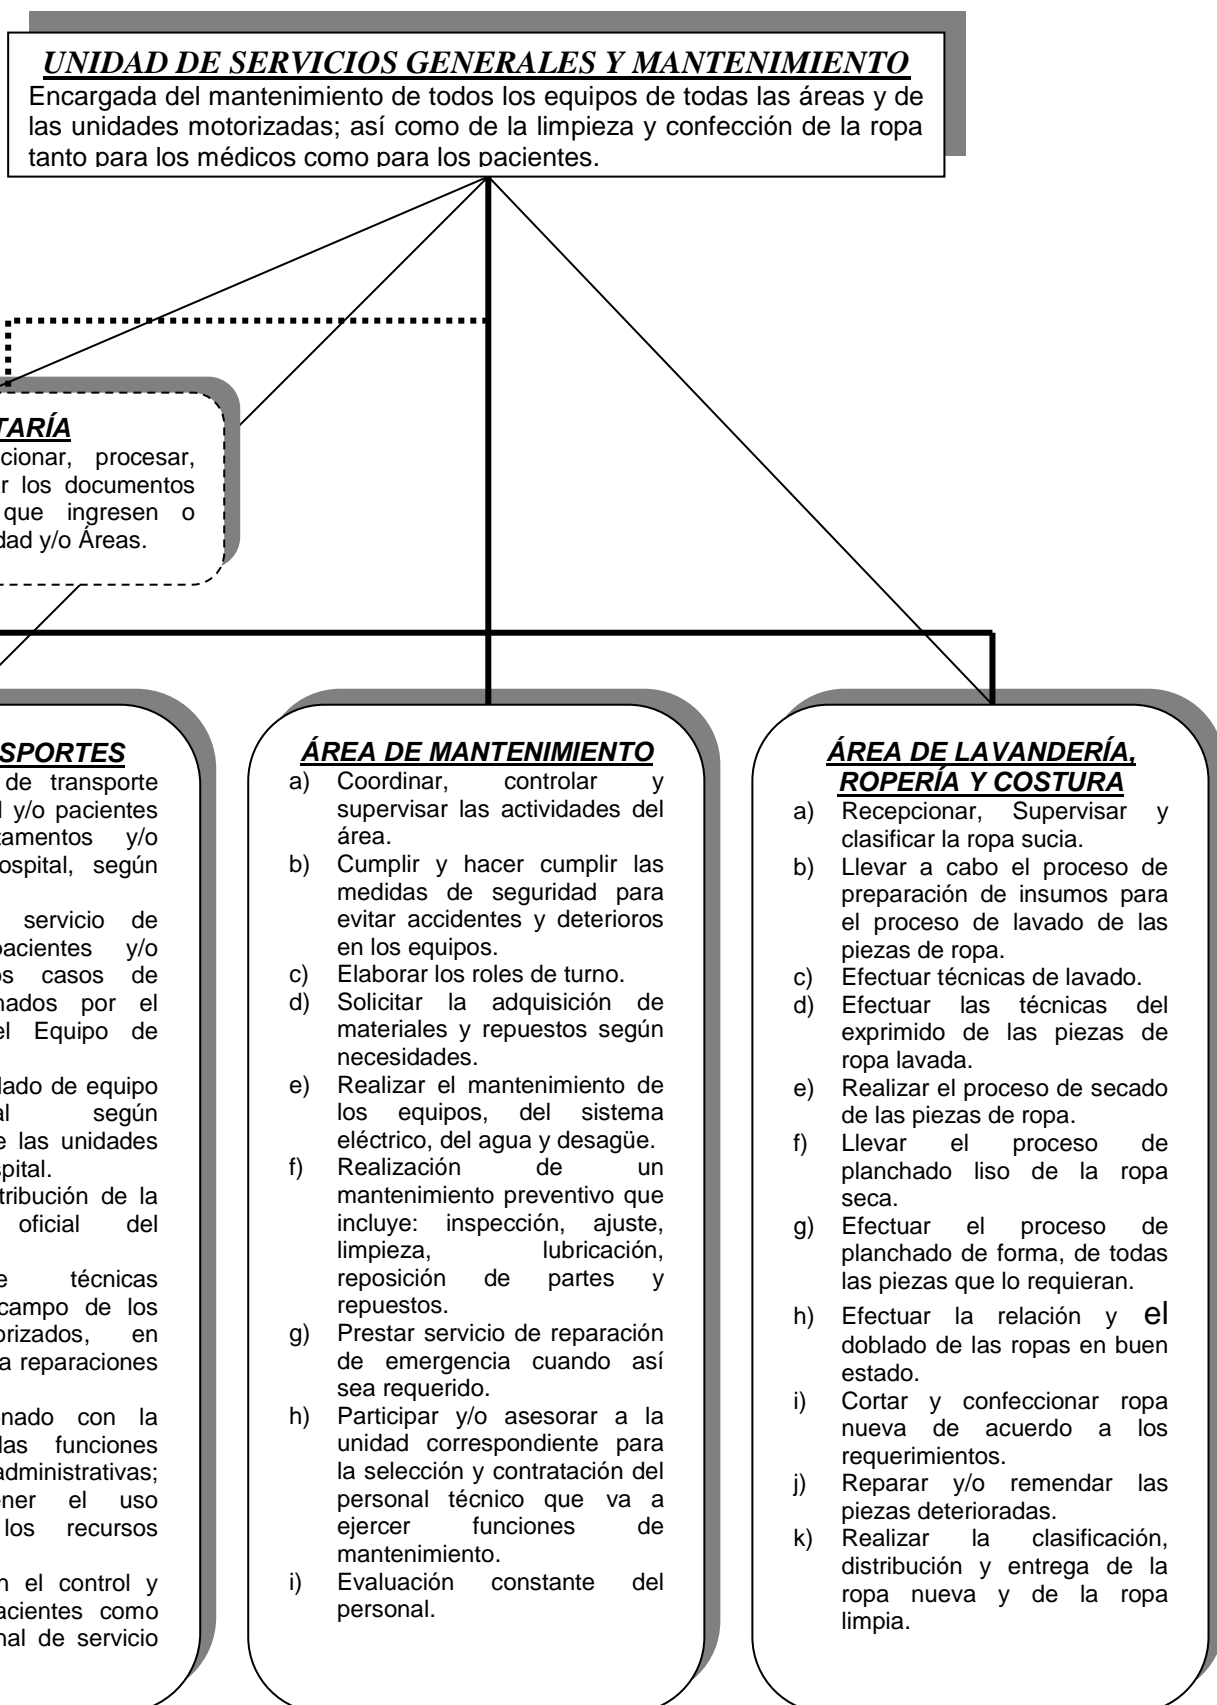 UNIDAD DE SERVICIOS GENERALES Y MANTENIMIENTO
Encargada del mantenimiento de todos los equipos de todas las áreas y de
las unidades motorizadas; así como de la limpieza y confección de la ropa
tanto para los médicos como para los pacientes.
TARÍA
cionar, procesar,
r los documentos
que ingresen o
dad y/o Áreas.
SPORTES
de transporte
l y/o pacientes
tamentos y/o
ospital, según
servicio de
pacientes y/o
os casos de
nados por el
el Equipo de
lado de equipo
al según
e las unidades
spital.
tribución de la
oficial del
e técnicas
campo de los
orizados, en
a reparaciones
nado con la
las funciones
administrativas;
ener el uso
los recursos
n el control y
acientes como
nal de servicio
ÁREA DE MANTENIMIENTO
a) Coordinar, controlar y
supervisar las actividades del
área.
b) Cumplir y hacer cumplir las
medidas de seguridad para
evitar accidentes y deterioros
en los equipos.
c) Elaborar los roles de turno.
d) Solicitar la adquisición de
materiales y repuestos según
necesidades.
e) Realizar el mantenimiento de
los equipos, del sistema
eléctrico, del agua y desagüe.
f) Realización de un
mantenimiento preventivo que
incluye: inspección, ajuste,
limpieza, lubricación,
reposición de partes y
repuestos.
g) Prestar servicio de reparación
de emergencia cuando así
sea requerido.
h) Participar y/o asesorar a la
unidad correspondiente para
la selección y contratación del
personal técnico que va a
ejercer funciones de
mantenimiento.
i) Evaluación constante del
personal.
ÁREA DE LAVANDERÍA,
ROPERÍA Y COSTURA
a) Recepcionar, Supervisar y
clasificar la ropa sucia.
b) Llevar a cabo el proceso de
preparación de insumos para
el proceso de lavado de las
piezas de ropa.
c) Efectuar técnicas de lavado.
d) Efectuar las técnicas del
exprimido de las piezas de
ropa lavada.
e) Realizar el proceso de secado
de las piezas de ropa.
f) Llevar el proceso de
planchado liso de la ropa
seca.
g) Efectuar el proceso de
planchado de forma, de todas
las piezas que lo requieran.
h) Efectuar la relación y el
doblado de las ropas en buen
estado.
i) Cortar y confeccionar ropa
nueva de acuerdo a los
requerimientos.
j) Reparar y/o remendar las
piezas deterioradas.
k) Realizar la clasificación,
distribución y entrega de la
ropa nueva y de la ropa
limpia.